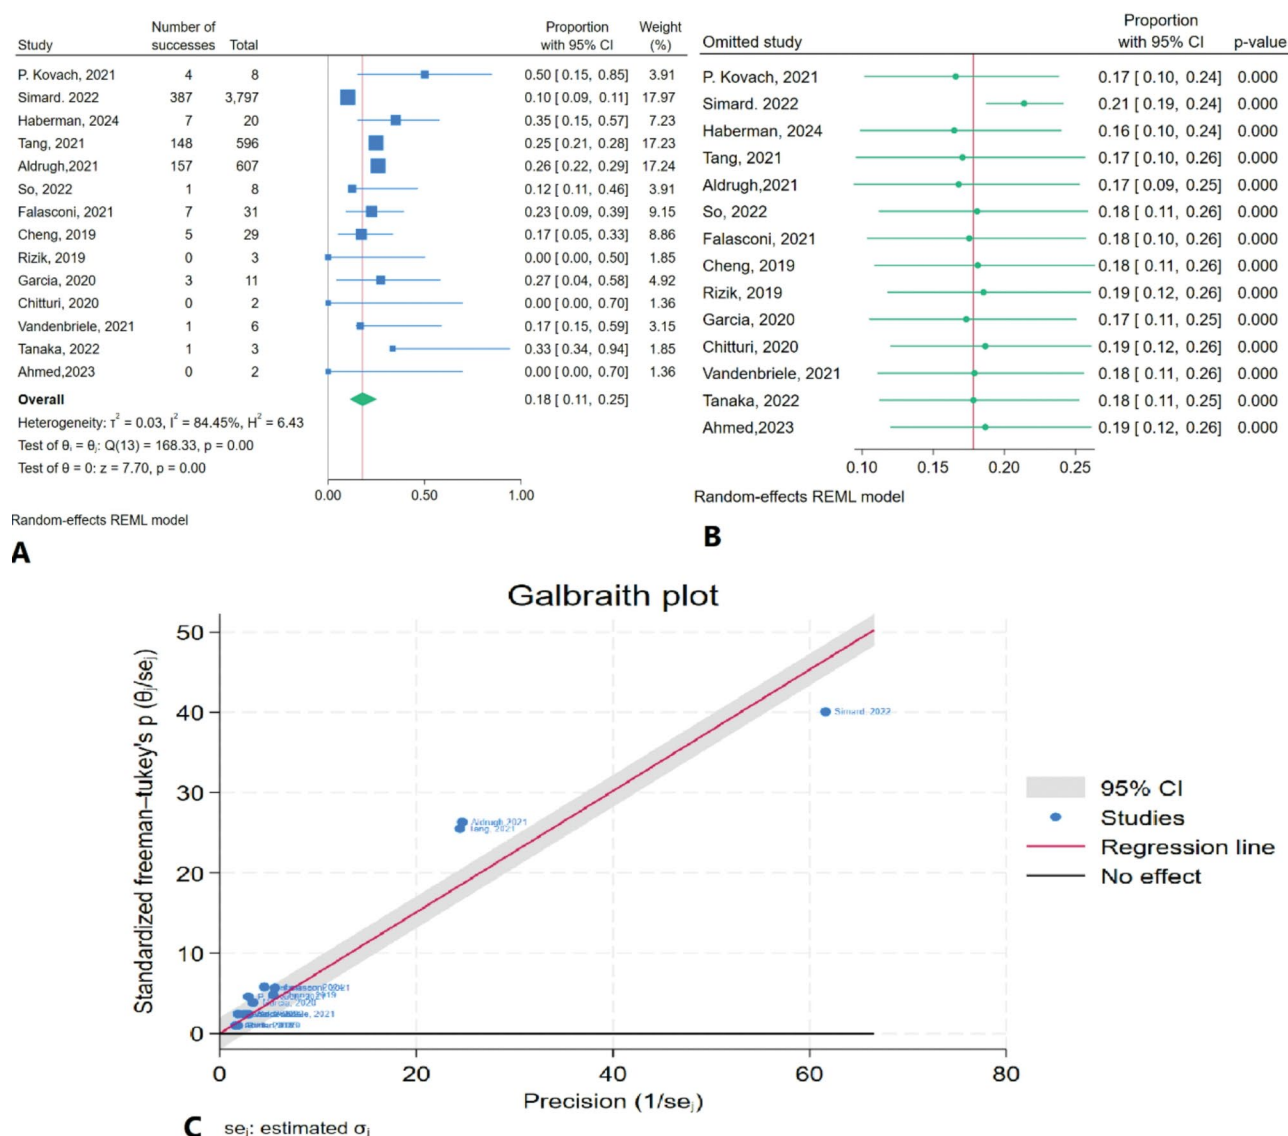 Study Number of successes Total Proportion with 95% CI Weight (%)
P. Kovach, 2021 4 8 0.50 [ 0.15, 0.85] 3.91
Simard. 2022 387 3,797 0.10 [ 0.09, 0.11] 17.97
Haberman, 2024 7 20 0.35 [ 0.15, 0.57] 7.23
Tang, 2021 148 596 0.25 [ 0.21, 0.28] 17.23
Aldrugh,2021 157 607 0.26 [ 0.22, 0.29] 17.24
So, 2022 1 8 0.12 [ 0.11, 0.46] 3.91
Falasconi, 2021 7 31 0.23 [ 0.09, 0.39] 9.15
Cheng, 2019 5 29 0.17 [ 0.05, 0.33] 8.86
Rizik, 2019 0 3 0.00 [ 0.00, 0.50] 1.85
Garcia, 2020 3 11 0.27 [ 0.04, 0.58] 4.92
Chitturi, 2020 0 2 0.00 [ 0.00, 0.70] 1.36
Vandenbriele, 2021 1 6 0.17 [ 0.15, 0.59] 3.15
Tanaka, 2022 1 3 0.33 [ 0.34, 0.94] 1.85
Ahmed,2023 0 2 0.00 [ 0.00, 0.70] 1.36
Overall 0.18 [ 0.11, 0.25]
Heterogeneity: τ² = 0.03, I² = 84.45%, H² = 6.43
Test of θᵢ = θⱼ: Q(13) = 168.33, p = 0.00
Test of θ = 0: z = 7.70, p = 0.00
0.00 0.50 1.00
Random-effects REML model
A
Omitted study Proportion with 95% CI p-value
P. Kovach, 2021 0.17 [ 0.10, 0.24] 0.000
Simard. 2022 0.21 [ 0.19, 0.24] 0.000
Haberman, 2024 0.16 [ 0.10, 0.24] 0.000
Tang, 2021 0.17 [ 0.10, 0.26] 0.000
Aldrugh,2021 0.17 [ 0.09, 0.25] 0.000
So, 2022 0.18 [ 0.11, 0.26] 0.000
Falasconi, 2021 0.18 [ 0.10, 0.26] 0.000
Cheng, 2019 0.18 [ 0.11, 0.26] 0.000
Rizik, 2019 0.19 [ 0.12, 0.26] 0.000
Garcia, 2020 0.17 [ 0.11, 0.25] 0.000
Chitturi, 2020 0.19 [ 0.12, 0.26] 0.000
Vandenbriele, 2021 0.18 [ 0.11, 0.26] 0.000
Tanaka, 2022 0.18 [ 0.11, 0.25] 0.000
Ahmed,2023 0.19 [ 0.12, 0.26] 0.000
0.10 0.15 0.20 0.25
Random-effects REML model
B
Galbraith plot
Standardized freeman–tukey's p (θⱼ/seⱼ)
50
40
30
20
10
0
Simard, 2022
Aldrugh,2021
Tang, 2021
0 20 40 60 80
Precision (1/seⱼ)
95% CI
Studies
Regression line
No effect
C seⱼ: estimated σⱼ